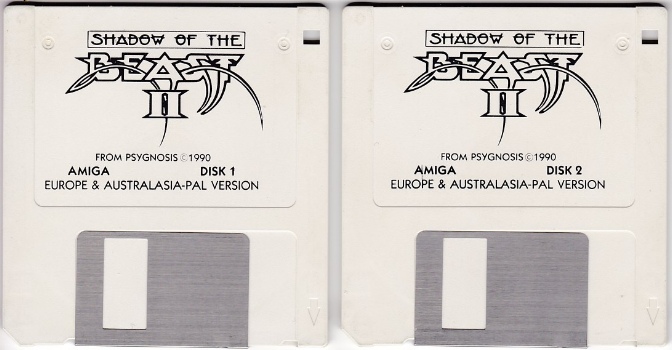 SHADOW OF THE
BEAST
II
FROM PSYGNOSIS © 1990
AMIGA DISK 1
EUROPE & AUSTRALASIA-PAL VERSION
SHADOW OF THE
BEAST
II
FROM PSYGNOSIS © 1990
AMIGA DISK 2
EUROPE & AUSTRALASIA-PAL VERSION